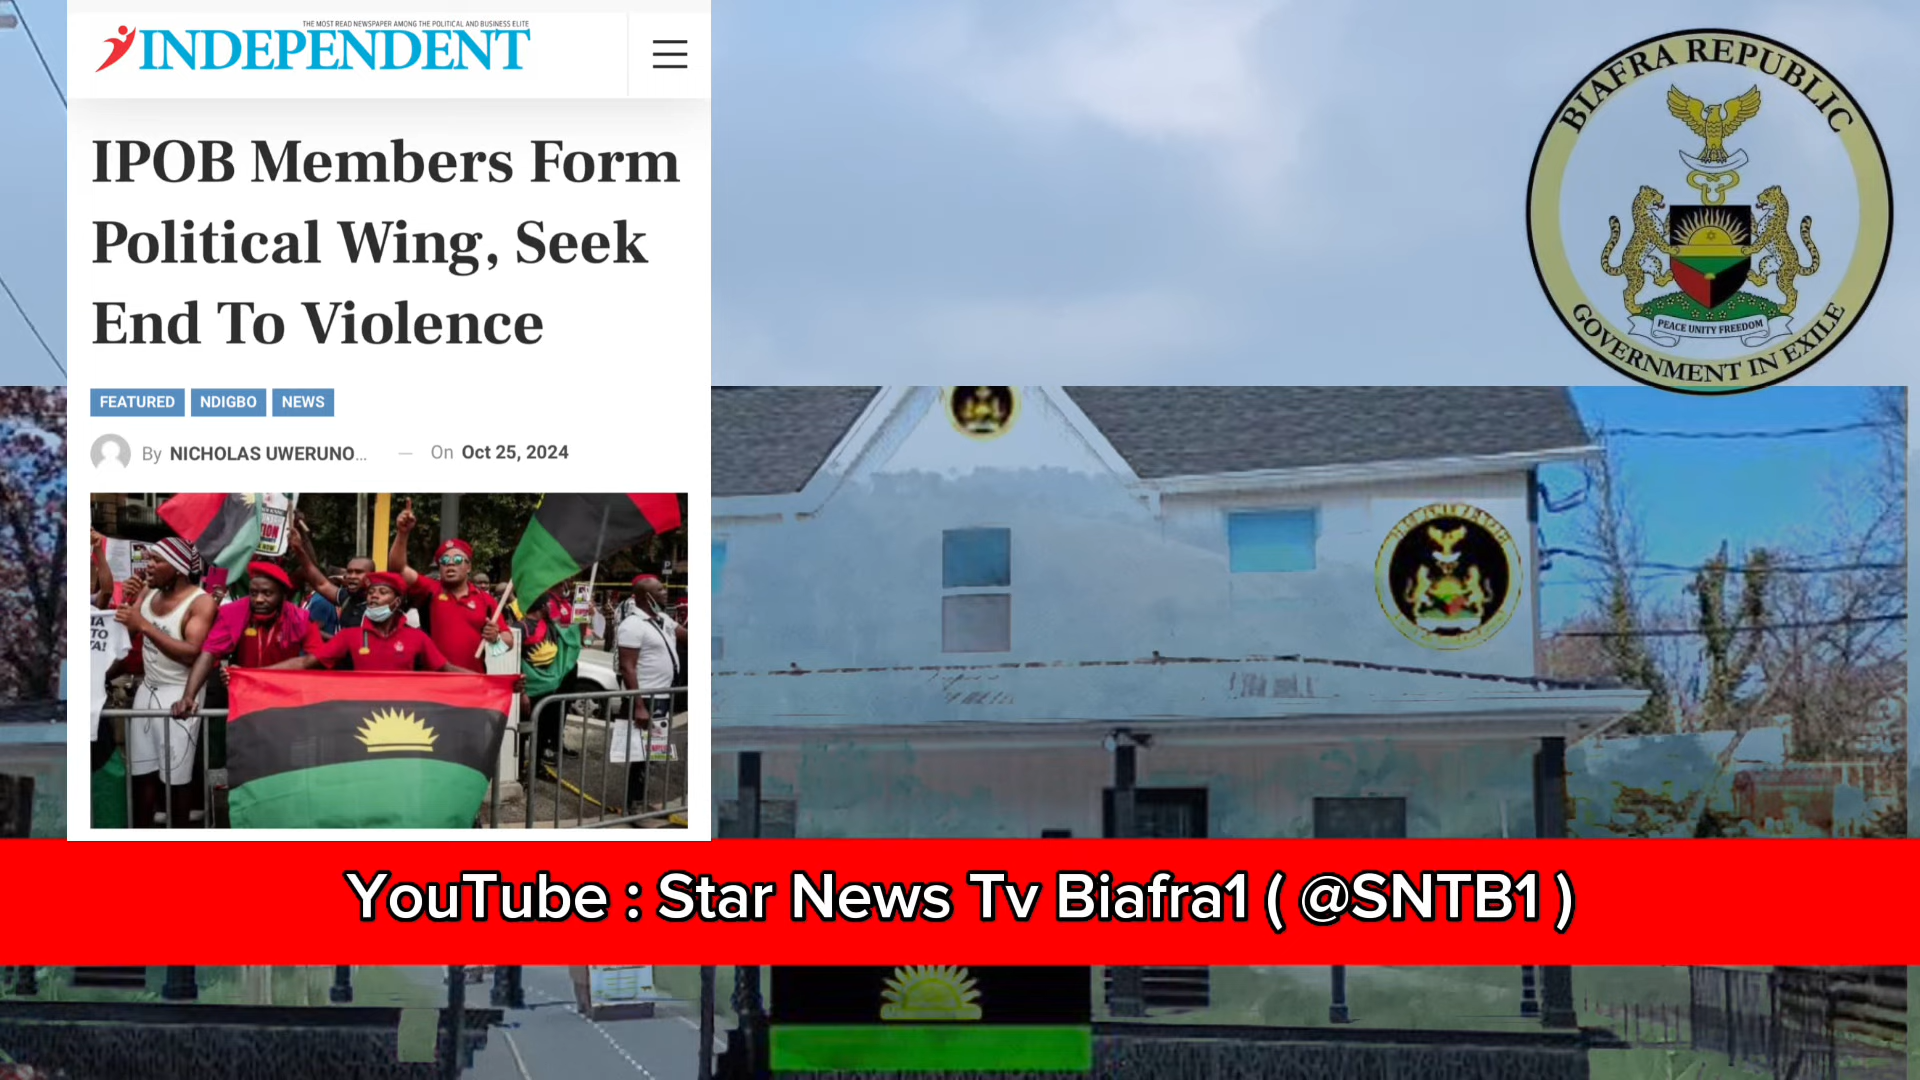 THE MOST READ NEWSPAPER AMONG THE POLITICAL AND BUSINESS ELITE
INDEPENDENT
IPOB Members Form
Political Wing, Seek
End To Violence
FEATURED NDIGBO NEWS
By NICHOLAS UWERUNO... — On Oct 25, 2024
BIAFRA REPUBLIC
PEACE UNITY FREEDOM
GOVERNMENT IN EXILE
YouTube : Star News Tv Biafra1 ( @SNTB1 )